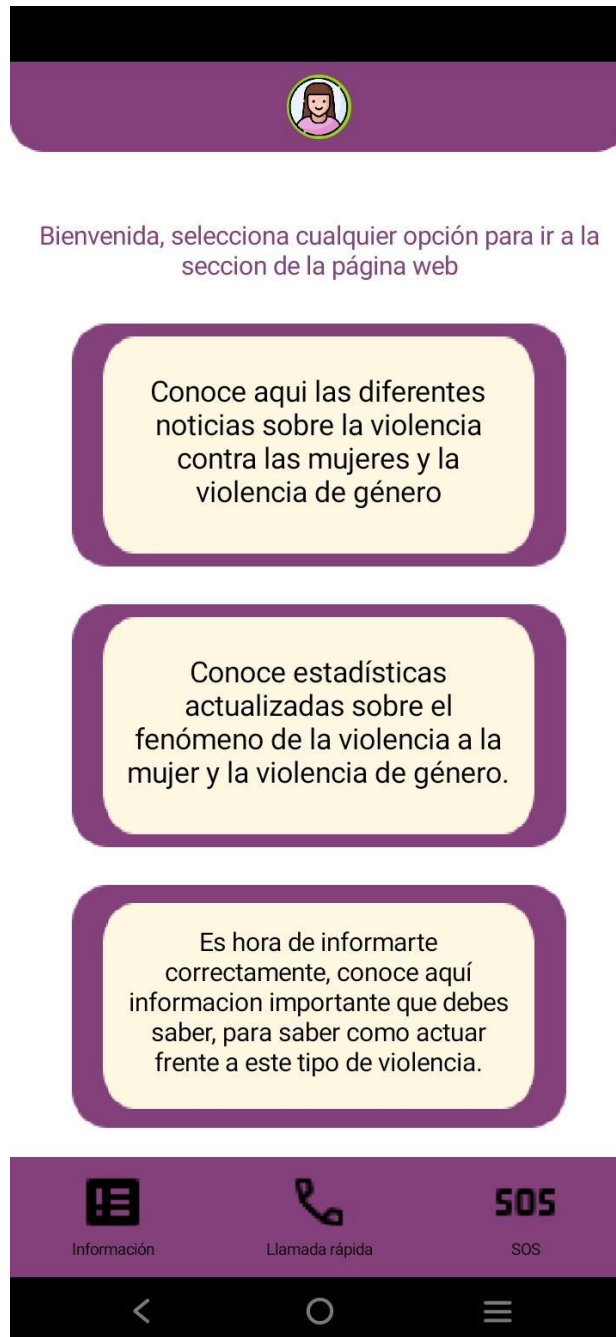 Bienvenida, selecciona cualquier opción para ir a la
seccion de la página web
Conoce aqui las diferentes
noticias sobre la violencia
contra las mujeres y la
violencia de género
Conoce estadísticas
actualizadas sobre el
fenómeno de la violencia a la
mujer y la violencia de género.
Es hora de informarte
correctamente, conoce aquí
informacion importante que debes
saber, para saber como actuar
frente a este tipo de violencia.
SOS
Información
Llamada rápida
SOS